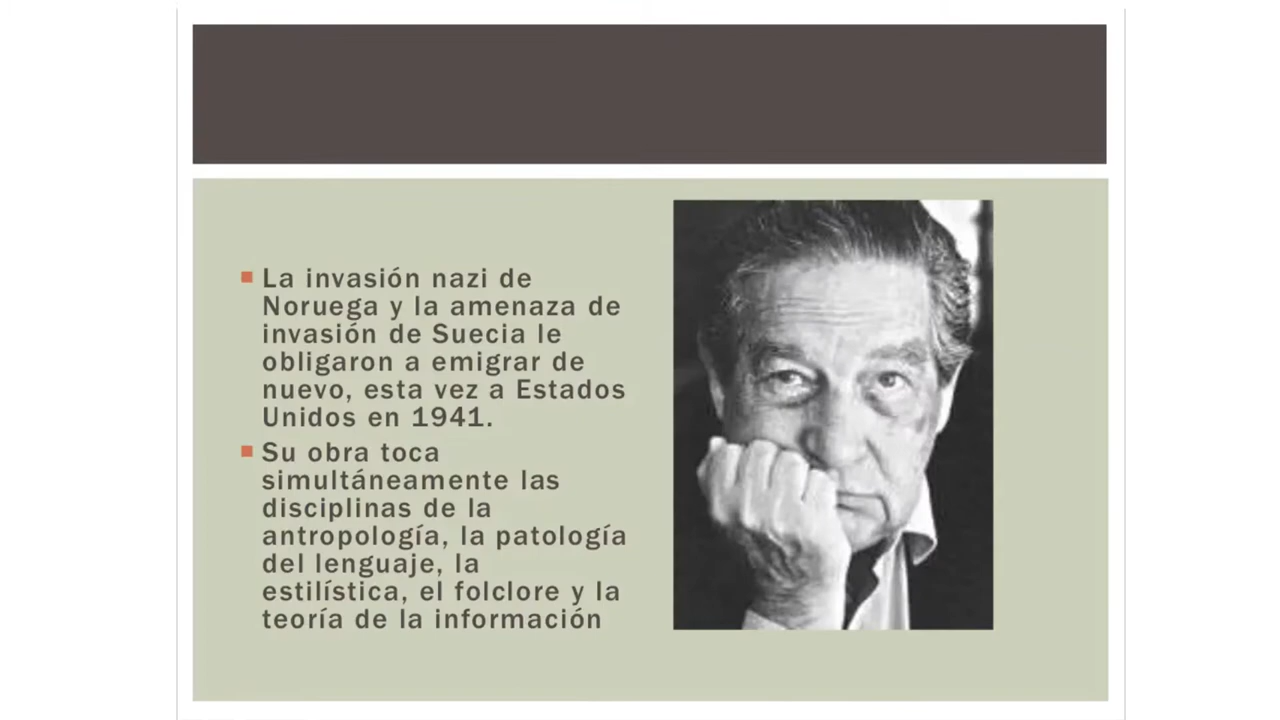 La invasión nazi de
Noruega y la amenaza de
invasión de Suecia le
obligaron a emigrar de
nuevo, esta vez a Estados
Unidos en 1941.
Su obra toca
simultáneamente las
disciplinas de la
antropología, la patología
del lenguaje, la
estilística, el folclore y la
teoría de la información